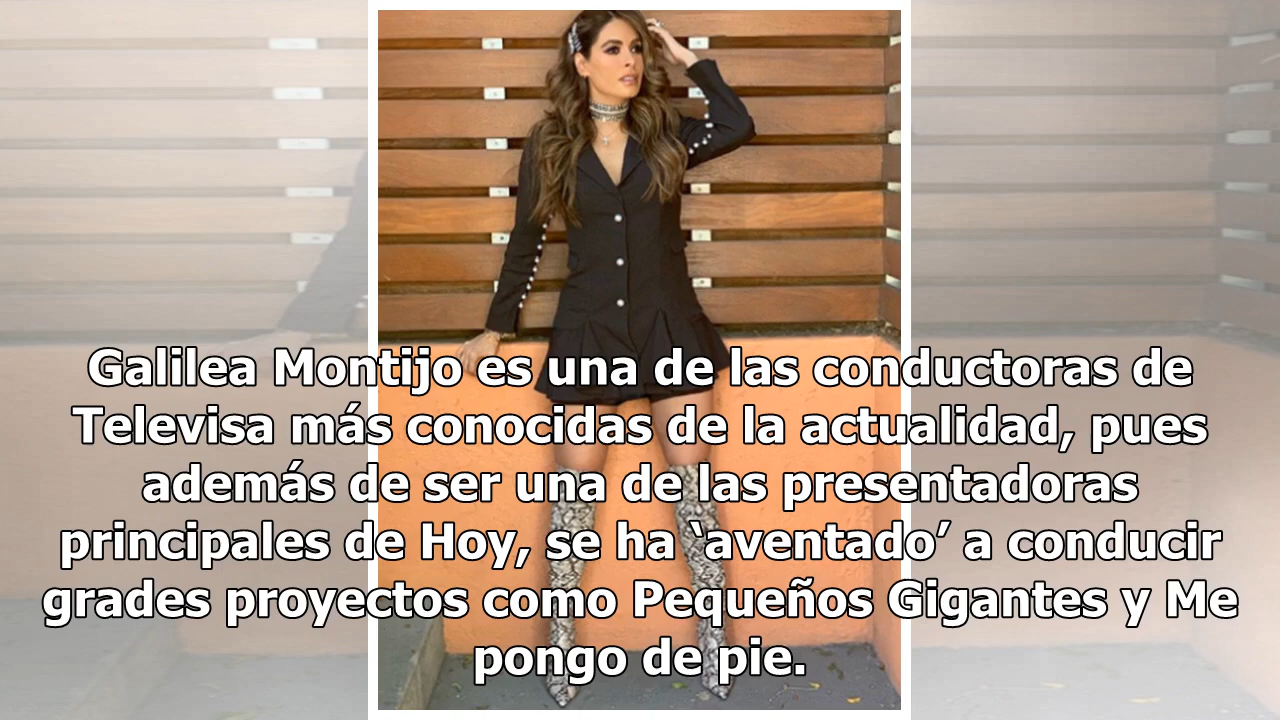 Galilea Montijo es una de las conductoras de
Televisa más conocidas de la actualidad, pues
además de ser una de las presentadoras
principales de Hoy, se ha ‘aventado’ a conducir
grades proyectos como Pequeños Gigantes y Me
pongo de pie.